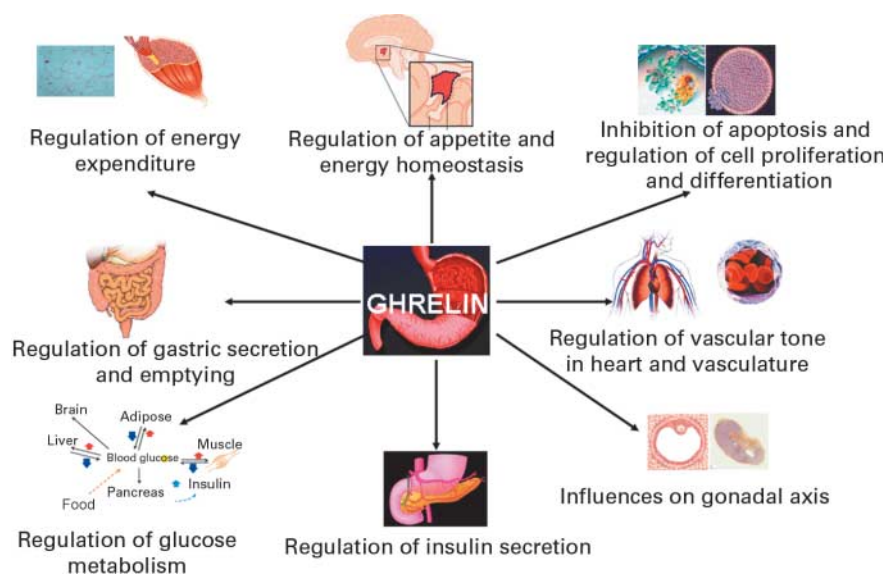 Regulation of energy
expenditure
Regulation of appetite and
energy homeostasis
Inhibition of apoptosis and
regulation of cell proliferation
and differentiation
GHRELIN
Regulation of gastric secretion
and emptying
Regulation of vascular tone
in heart and vasculature
Brain
Adipose
Liver
Muscle
Blood glucose
Insulin
Pancreas
Food
Regulation of glucose
metabolism
Regulation of insulin secretion
Influences on gonadal axis